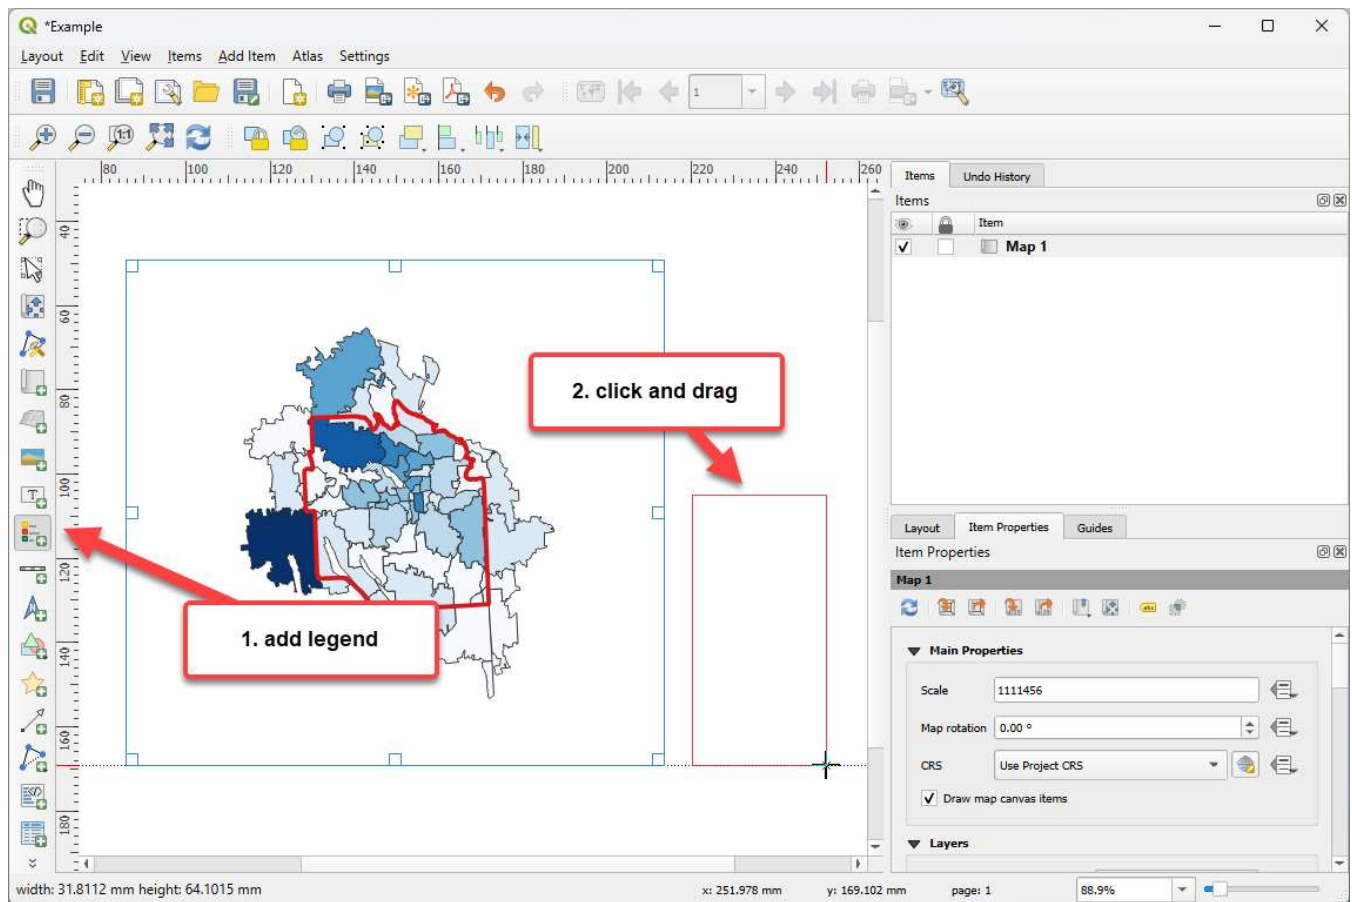 *Example
Layout Edit View Items Add Item Atlas Settings
1
1:1
80 100 120 140 160 180 200 220 240 260
40
60
80
100
120
140
160
180
Items Undo History
Items
Item
Map 1
2. click and drag
1. add legend
T
Layout Item Properties Guides
Item Properties
Map 1
abc
Main Properties
Scale 1111456
Map rotation 0.00 °
CRS Use Project CRS
Draw map canvas items
Layers
width: 31.8112 mm height: 64.1015 mm x: 251.978 mm y: 169.102 mm page: 1 88.9%